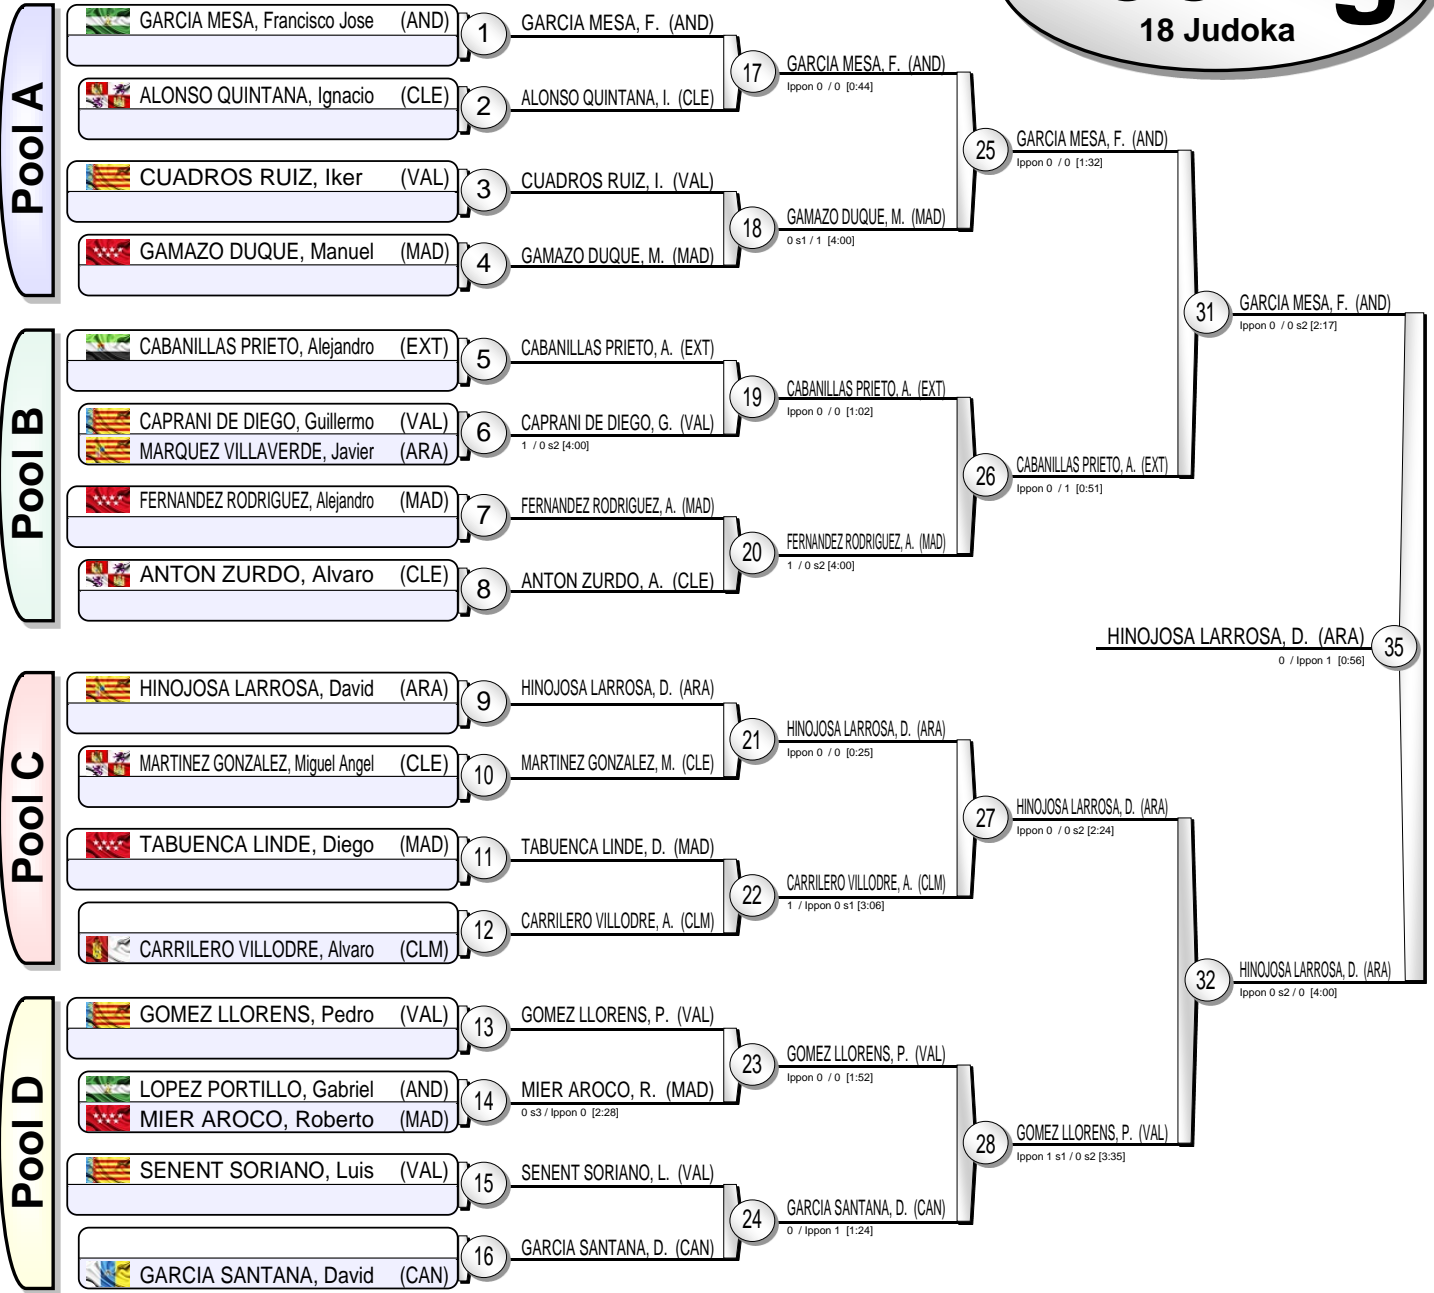 18 Judoka
Pool A
GARCIA MESA, Francisco Jose (AND)
1
GARCIA MESA, F. (AND)
ALONSO QUINTANA, Ignacio (CLE)
2
ALONSO QUINTANA, I. (CLE)
17
GARCIA MESA, F. (AND)
Ippon 0 / 0 [0:44]
CUADROS RUIZ, Iker (VAL)
3
CUADROS RUIZ, I. (VAL)
GAMAZO DUQUE, Manuel (MAD)
4
GAMAZO DUQUE, M. (MAD)
18
GAMAZO DUQUE, M. (MAD)
0 s1 / 1 [4:00]
25
GARCIA MESA, F. (AND)
Ippon 0 / 0 [1:32]
Pool B
CABANILLAS PRIETO, Alejandro (EXT)
5
CABANILLAS PRIETO, A. (EXT)
CAPRANI DE DIEGO, Guillermo (VAL)
MARQUEZ VILLAVERDE, Javier (ARA)
6
CAPRANI DE DIEGO, G. (VAL)
1 / 0 s2 [4:00]
19
CABANILLAS PRIETO, A. (EXT)
Ippon 0 / 0 [1:02]
FERNANDEZ RODRIGUEZ, Alejandro (MAD)
7
FERNANDEZ RODRIGUEZ, A. (MAD)
ANTON ZURDO, Alvaro (CLE)
8
ANTON ZURDO, A. (CLE)
20
FERNANDEZ RODRIGUEZ, A. (MAD)
1 / 0 s2 [4:00]
26
CABANILLAS PRIETO, A. (EXT)
Ippon 0 / 1 [0:51]
31
GARCIA MESA, F. (AND)
Ippon 0 / 0 s2 [2:17]
HINOJOSA LARROSA, D. (ARA)
0 / Ippon 1 [0:56]
35
Pool C
HINOJOSA LARROSA, David (ARA)
9
HINOJOSA LARROSA, D. (ARA)
MARTINEZ GONZALEZ, Miguel Angel (CLE)
10
MARTINEZ GONZALEZ, M. (CLE)
21
HINOJOSA LARROSA, D. (ARA)
Ippon 0 / 0 [0:25]
TABUENCA LINDE, Diego (MAD)
11
TABUENCA LINDE, D. (MAD)
CARRILERO VILLODRE, Alvaro (CLM)
12
CARRILERO VILLODRE, A. (CLM)
22
CARRILERO VILLODRE, A. (CLM)
1 / Ippon 0 s1 [3:06]
27
HINOJOSA LARROSA, D. (ARA)
Ippon 0 / 0 s2 [2:24]
Pool D
GOMEZ LLORENS, Pedro (VAL)
13
GOMEZ LLORENS, P. (VAL)
LOPEZ PORTILLO, Gabriel (AND)
MIER AROCO, Roberto (MAD)
14
MIER AROCO, R. (MAD)
0 s3 / Ippon 0 [2:28]
23
GOMEZ LLORENS, P. (VAL)
Ippon 0 / 0 [1:52]
SENENT SORIANO, Luis (VAL)
15
SENENT SORIANO, L. (VAL)
GARCIA SANTANA, David (CAN)
16
GARCIA SANTANA, D. (CAN)
24
GARCIA SANTANA, D. (CAN)
0 / Ippon 1 [1:24]
28
GOMEZ LLORENS, P. (VAL)
Ippon 1 s1 / 0 s2 [3:35]
32
HINOJOSA LARROSA, D. (ARA)
Ippon 0 s2 / 0 [4:00]